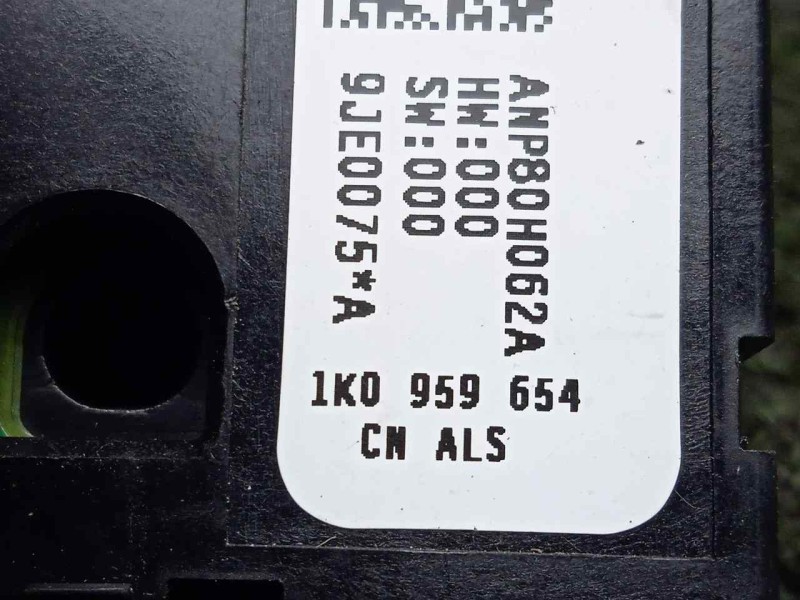 ANP80H062A
HW:000
SW:000
9JE0075*A
1K0 959 654
CN ALS